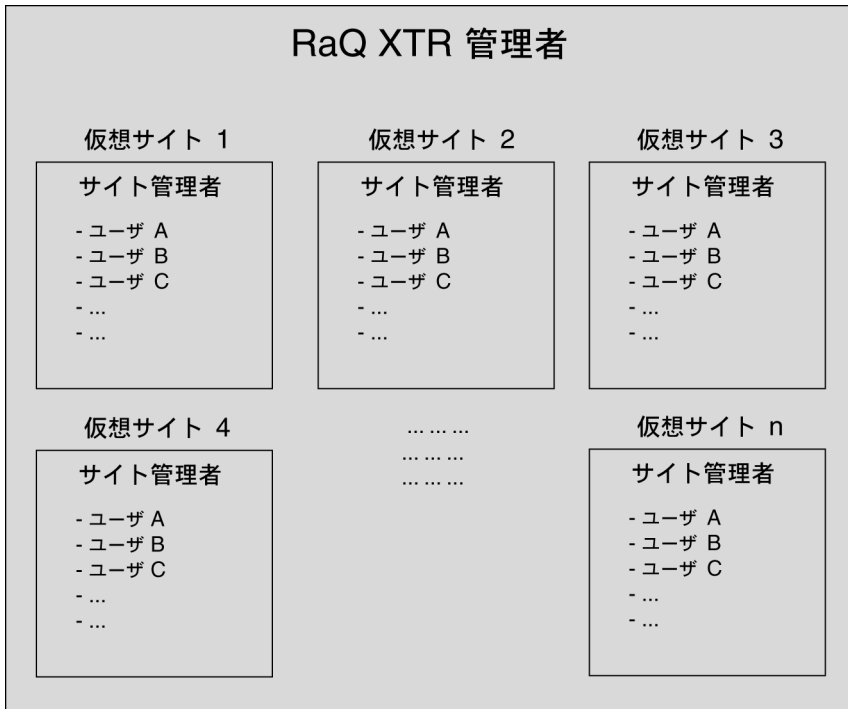 RaQ XTR 管理者
仮想サイト 1
サイト管理者
- ユーザ A
- ユーザ B
- ユーザ C
- ...
- ...
仮想サイト 2
サイト管理者
- ユーザ A
- ユーザ B
- ユーザ C
- ...
- ...
仮想サイト 3
サイト管理者
- ユーザ A
- ユーザ B
- ユーザ C
- ...
- ...
仮想サイト 4
サイト管理者
- ユーザ A
- ユーザ B
- ユーザ C
- ...
- ...
... ... ...
... ... ...
... ... ...
仮想サイト n
サイト管理者
- ユーザ A
- ユーザ B
- ユーザ C
- ...
- ...